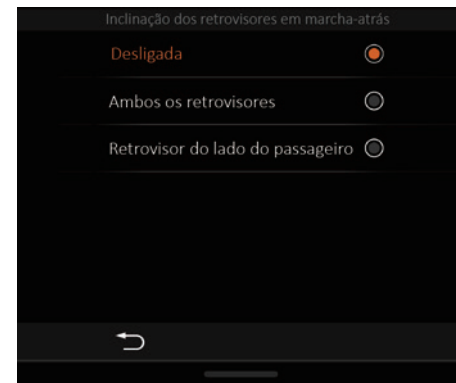 Inclinação dos retrovisores em marcha-atrás
Desligada
Ambos os retrovisores
Retrovisor do lado do passageiro